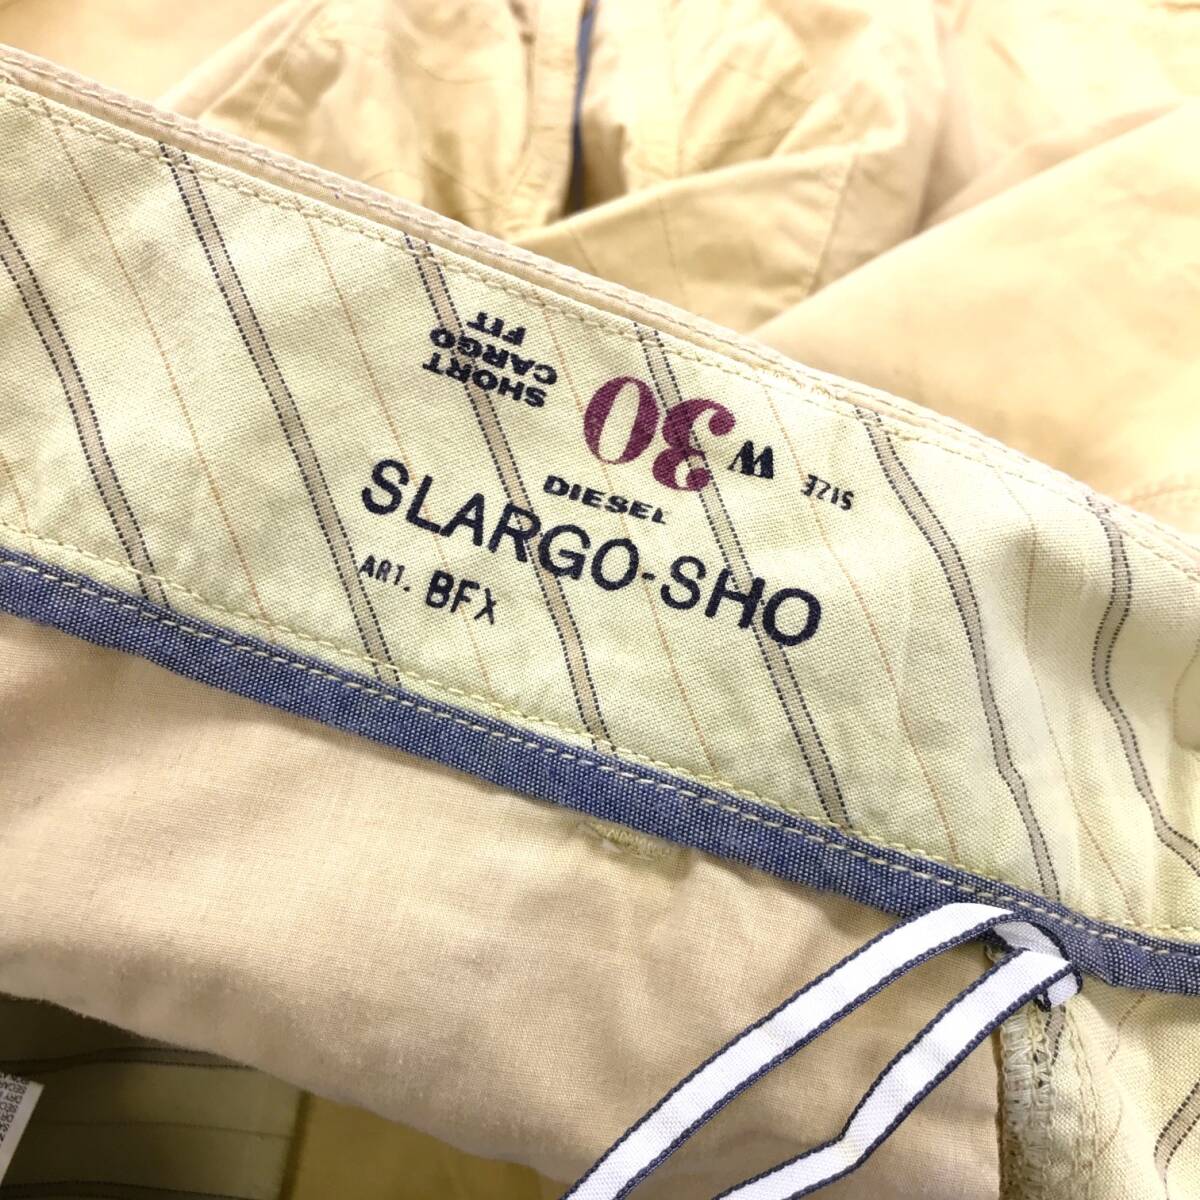 SIZE W 30
SHORT
CARGO
FIT
DIESEL
SLARGO-SHO
ART. BFX